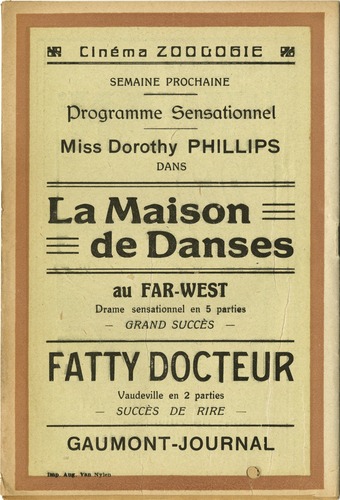 Cinéma ZOOLOGIE
SEMAINE PROCHAINE
Programme Sensationnel
Miss Dorothy PHILLIPS
DANS
La Maison
de Danses
au FAR-WEST
Drame sensationnel en 5 parties
— GRAND SUCCÈS —
FATTY DOCTEUR
Vaudeville en 2 parties
— SUCCÈS DE RIRE —
GAUMONT-JOURNAL
Imp. Aug. Van Nylen